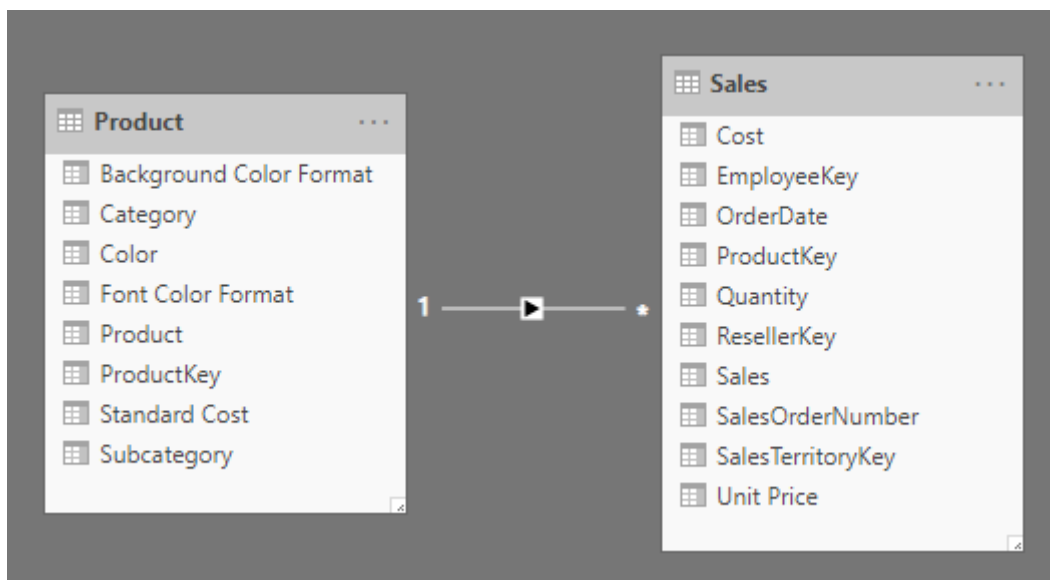 Product
Background Color Format
Category
Color
Font Color Format
Product
ProductKey
Standard Cost
Subcategory
1
*
Sales
Cost
EmployeeKey
OrderDate
ProductKey
Quantity
ResellerKey
Sales
SalesOrderNumber
SalesTerritoryKey
Unit Price